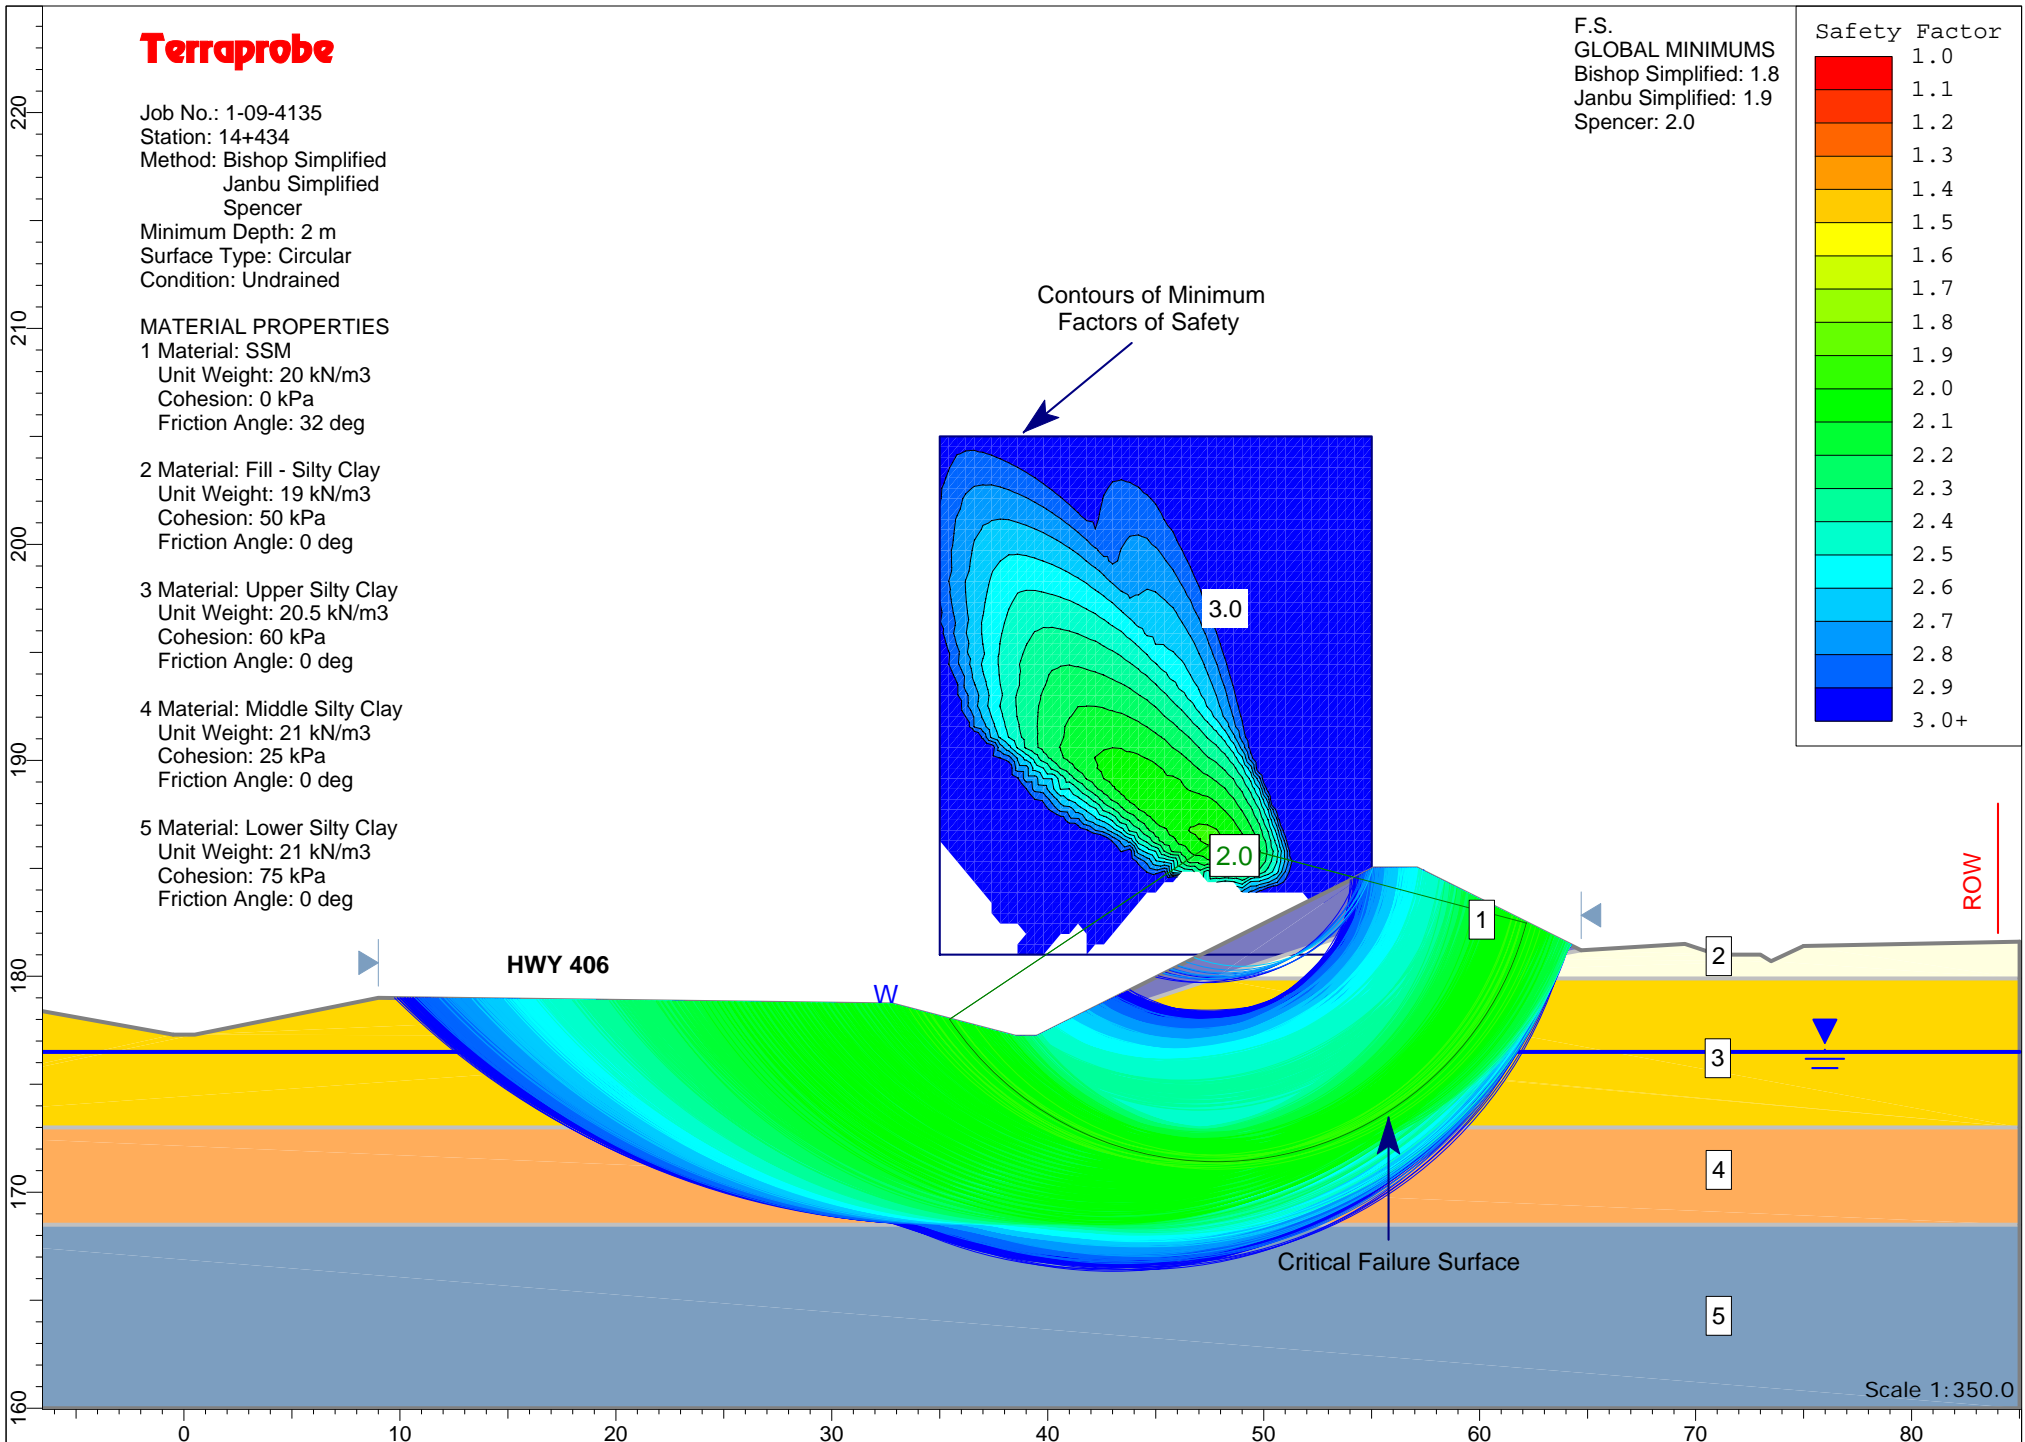 Terraprobe
Job No.: 1-09-4135
Station: 14+434
Method: Bishop Simplified
Janbu Simplified
Spencer
Minimum Depth: 2 m
Surface Type: Circular
Condition: Undrained
MATERIAL PROPERTIES
1 Material: SSM
Unit Weight: 20 kN/m3
Cohesion: 0 kPa
Friction Angle: 32 deg
2 Material: Fill - Silty Clay
Unit Weight: 19 kN/m3
Cohesion: 50 kPa
Friction Angle: 0 deg
3 Material: Upper Silty Clay
Unit Weight: 20.5 kN/m3
Cohesion: 60 kPa
Friction Angle: 0 deg
4 Material: Middle Silty Clay
Unit Weight: 21 kN/m3
Cohesion: 25 kPa
Friction Angle: 0 deg
5 Material: Lower Silty Clay
Unit Weight: 21 kN/m3
Cohesion: 75 kPa
Friction Angle: 0 deg
F.S.
GLOBAL MINIMUMS
Bishop Simplified: 1.8
Janbu Simplified: 1.9
Spencer: 2.0
Safety Factor
1.0
1.1
1.2
1.3
1.4
1.5
1.6
1.7
1.8
1.9
2.0
2.1
2.2
2.3
2.4
2.5
2.6
2.7
2.8
2.9
3.0+
Contours of Minimum
Factors of Safety
3.0
2.0
HWY 406
W
ROW
1
2
3
4
5
Critical Failure Surface
Scale 1:350.0
220
210
200
190
180
170
160
0
10
20
30
40
50
60
70
80